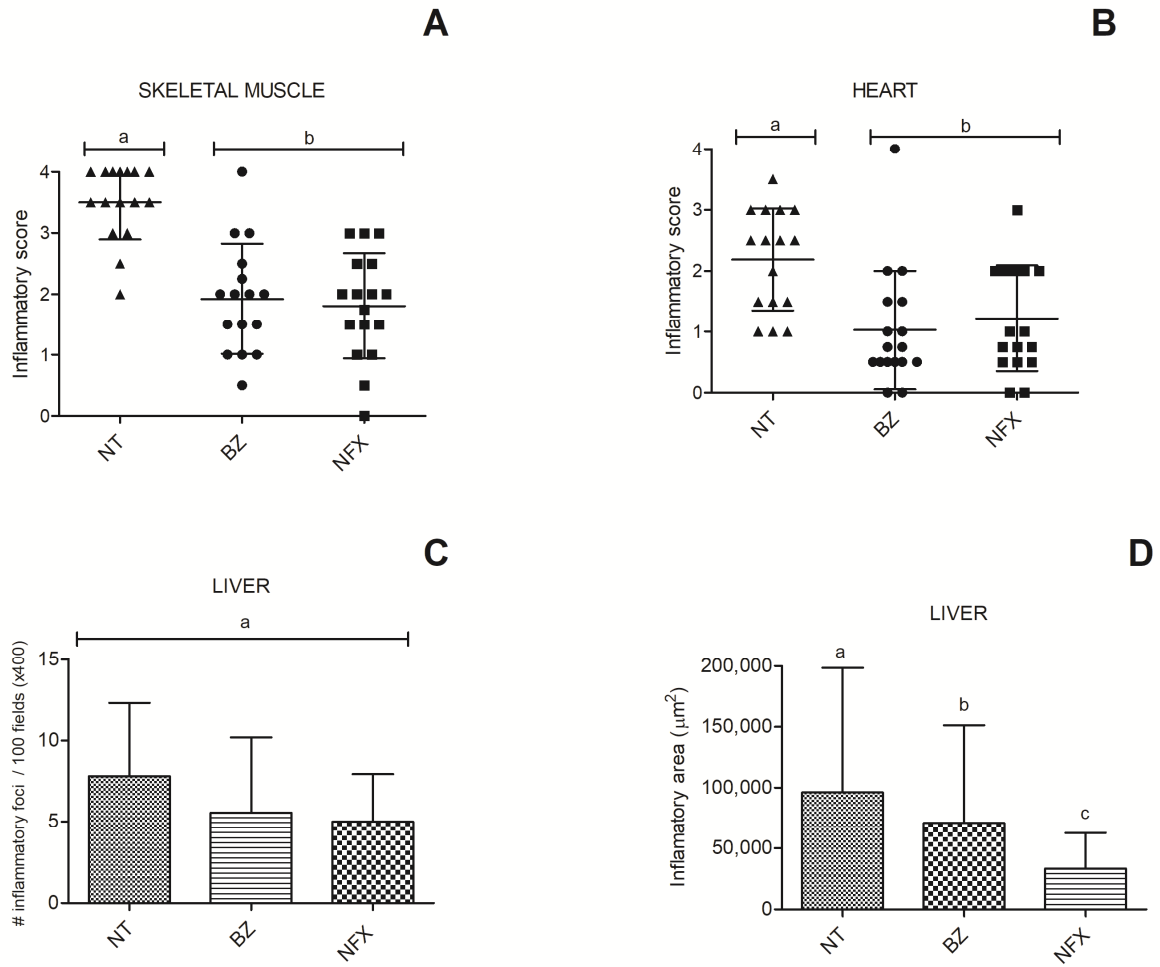 A
SKELETAL MUSCLE
a
b
Inflammatory score
4
3
2
1
0
NT
BZ
NFX
B
HEART
a
b
Inflammatory score
4
3
2
1
0
NT
BZ
NFX
C
LIVER
a
# inflammatory foci / 100 fields (x400)
15
10
5
0
NT
BZ
NFX
D
LIVER
a
b
c
Inflamatory area (μm²)
200,000
150,000
100,000
50,000
0
NT
BZ
NFX